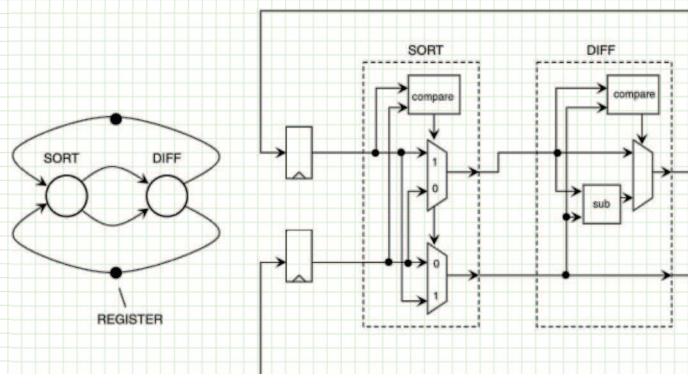 SORT
DIFF
REGISTER
SORT
compare
1
0
0
1
DIFF
compare
sub